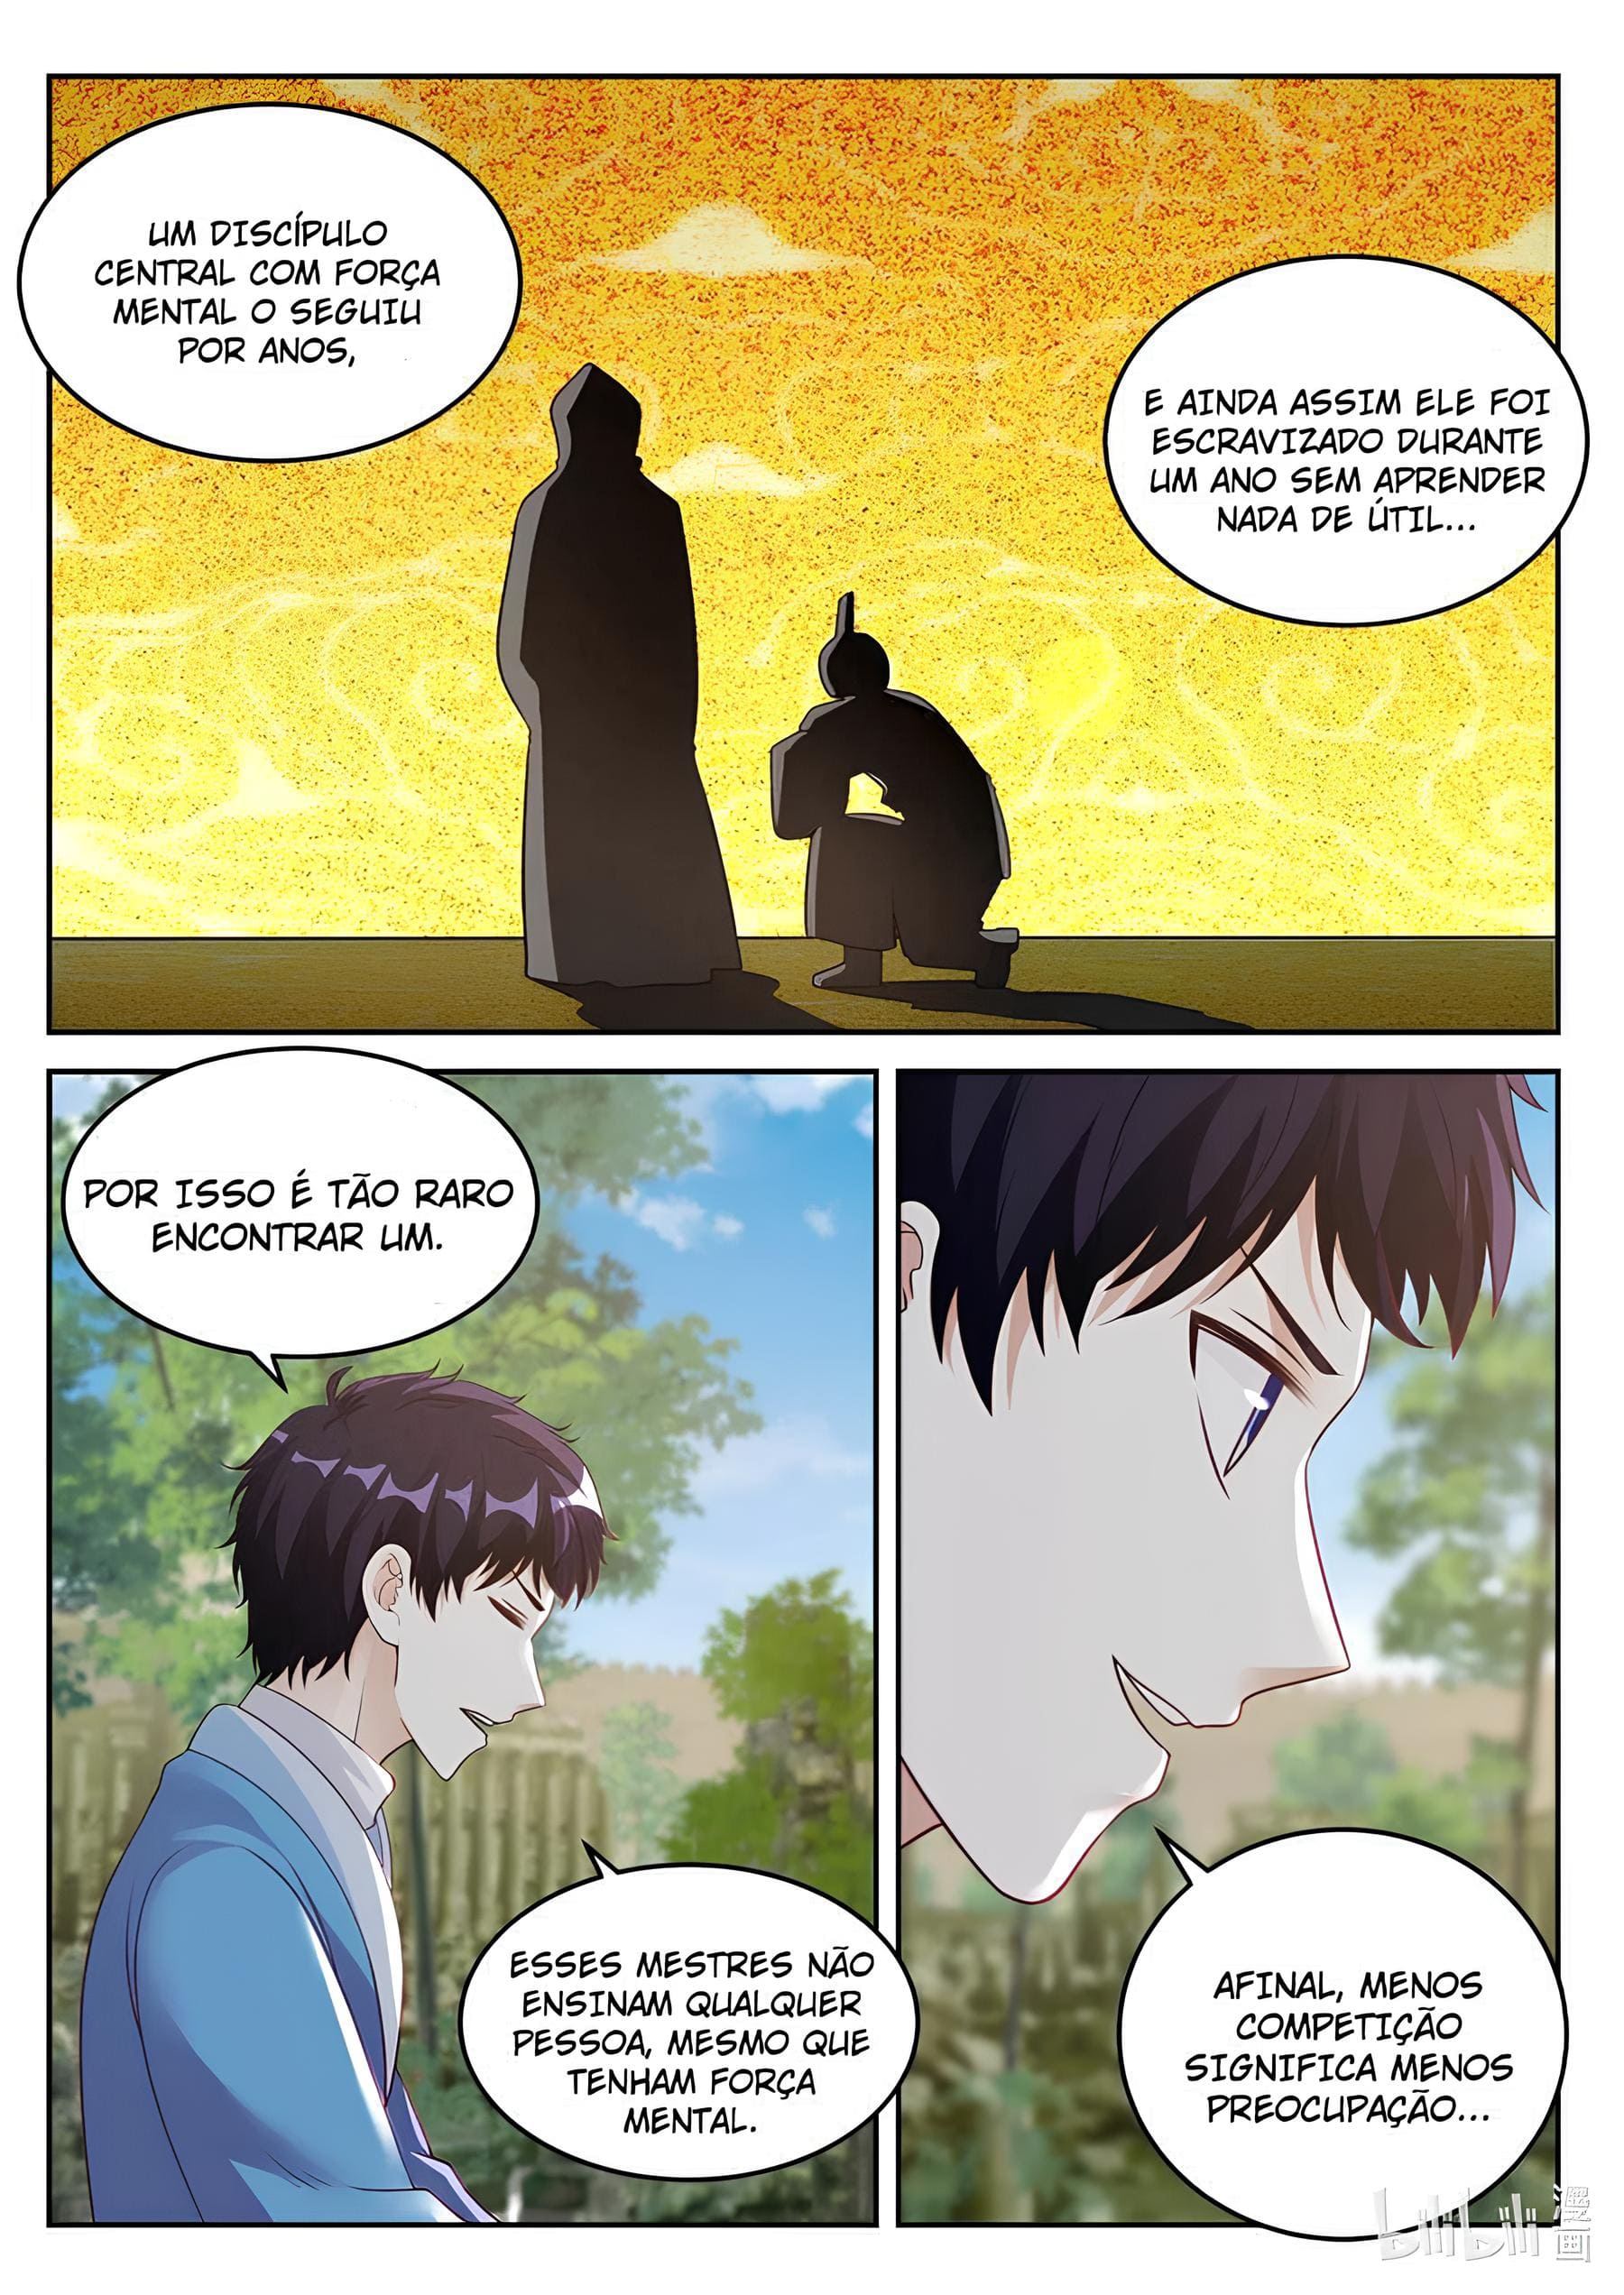 UM DISCÍPULO
CENTRAL COM FORÇA
MENTAL O SEGUIU
POR ANOS,
E AINDA ASSIM ELE FOI
ESCRAVIZADO DURANTE
UM ANO SEM APRENDER
NADA DE ÚTIL...
POR ISSO É TÃO RARO
ENCONTRAR UM.
ESSES MESTRES NÃO
ENSINAM QUALQUER
PESSOA, MESMO QUE
TENHAM FORÇA
MENTAL.
AFINAL, MENOS
COMPETIÇÃO
SIGNIFICA MENOS
PREOCUPAÇÃO...
bilibili 漫画